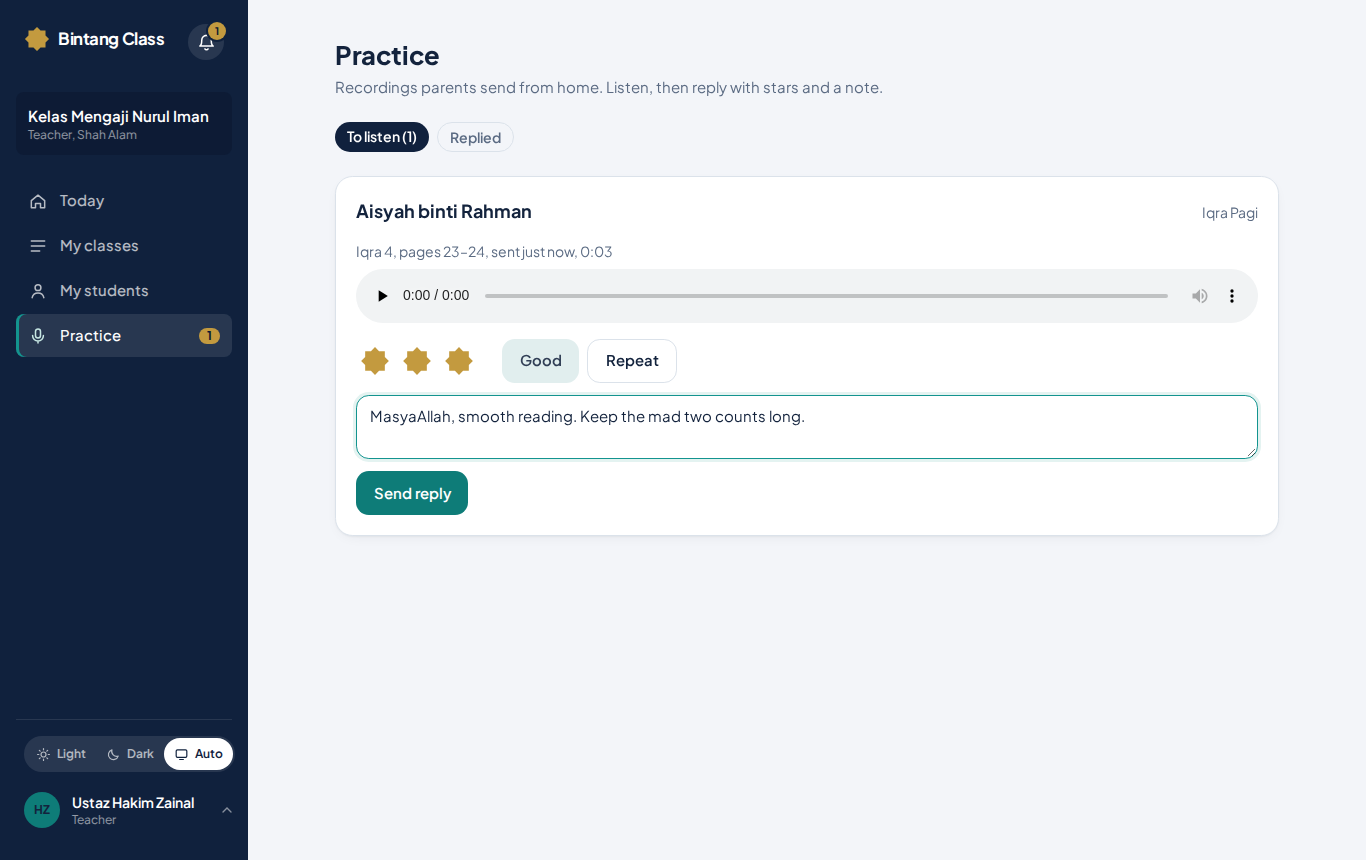 Bintang Class
1
Kelas Mengaji Nurul Iman
Teacher, Shah Alam
Today
My classes
My students
Practice
1
Light
Dark
Auto
HZ
Ustaz Hakim Zainal
Teacher
Practice
Recordings parents send from home. Listen, then reply with stars and a note.
To listen (1)
Replied
Aisyah binti Rahman
Iqra Pagi
Iqra 4, pages 23–24, sent just now, 0:03
0:00 / 0:00
Good
Repeat
MasyaAllah, smooth reading. Keep the mad two counts long.
Send reply